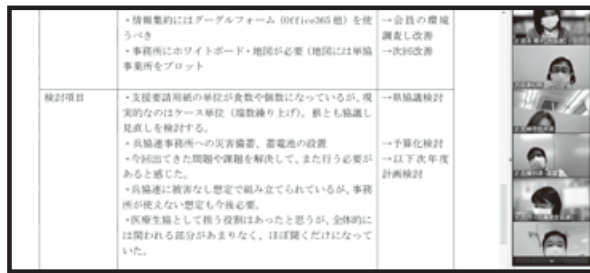 ・情報集約にはグーグルフォーム（Office365 他）を使
うべき
・事務所にホワイトボード・地図が必要（地図には単協
事業所をプロット
→会員の環境
調査し改善
→次回改善
検討項目
・支援要請用紙の単位が食数や個数になっているが、現
実的なのはケース単位（端数繰り上げ）。県とも協議し
見直しを検討する。
・兵協連事務所への災害備蓄、蓄電池の設置
・今回出てきた問題や課題を解決して、また行う必要が
あると感じた。
・兵協連に被害なし想定で組み立てられているが、事務
所が使えない想定も今後必要。
・医療生協として担う役割はあったと思うが、全体的に
は関われる部分があまりなく、ほぼ聞くだけになって
いた。
→県協議検討
→予算化検討
→以下次年度
計画検討